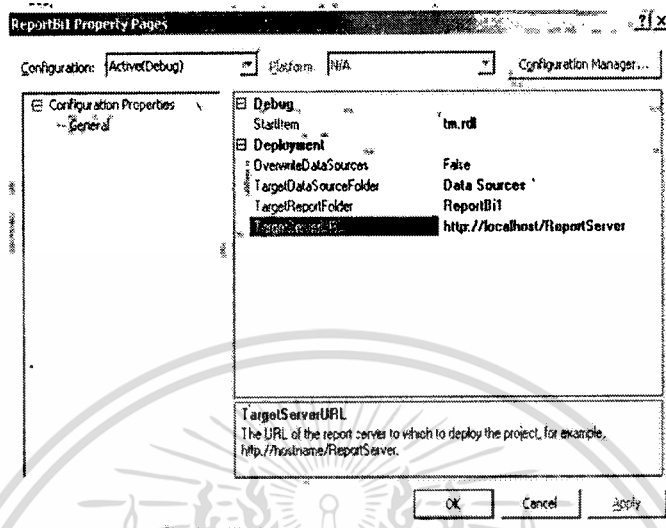 ReportBi1 Property Pages
Configuration: Active(Debug) Platform: N/A Configuration Manager...
Configuration Properties
General
Debug
StartItem tm.rdl
Deployment
OverwriteDataSources False
TargetDataSourceFolder Data Sources
TargetReportFolder ReportBi1
TargetServerURL http://localhost/ReportServer
TargetServerURL
The URL of the report server to which to deploy the project, for example,
http://hostname/ReportServer.
OK Cancel Apply